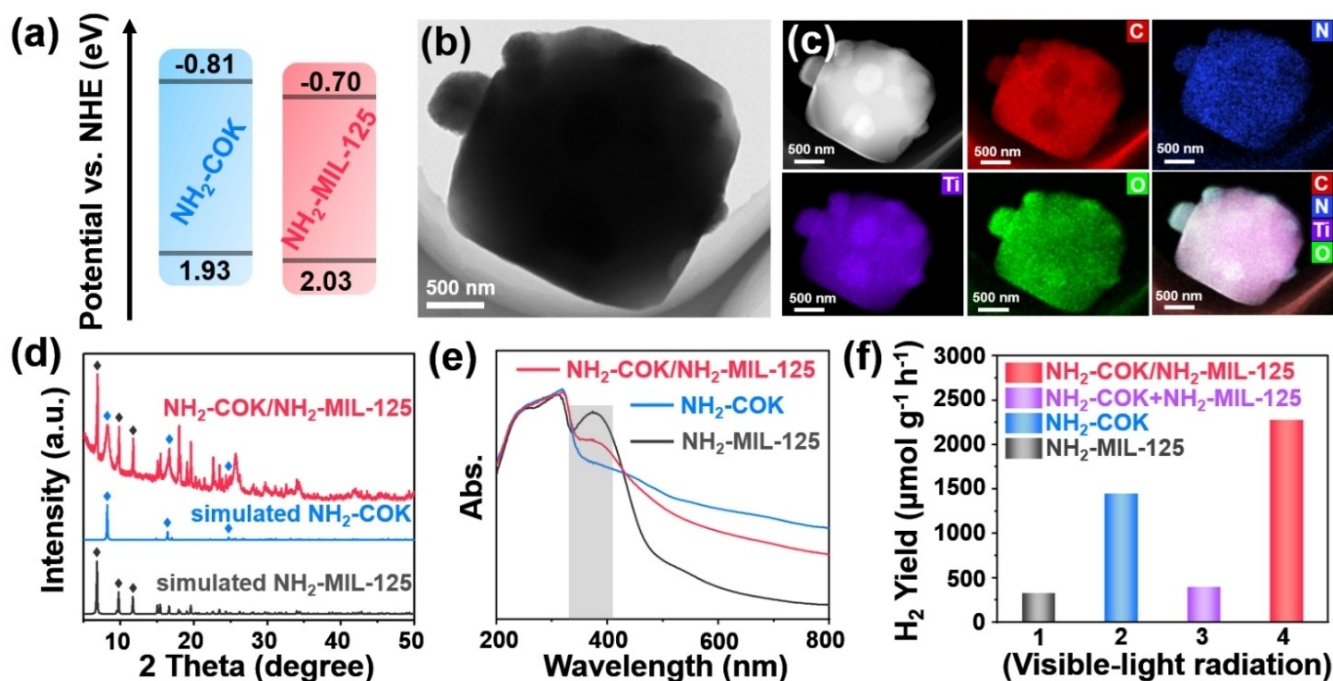 (a)
Potential vs. NHE (eV)
-0.81
NH₂-COK
1.93
-0.70
NH₂-MIL-125
2.03
(b)
500 nm
(c)
500 nm
C
500 nm
N
500 nm
Ti
500 nm
O
500 nm
C
N
Ti
O
500 nm
(d)
Intensity (a.u.)
NH₂-COK/NH₂-MIL-125
simulated NH₂-COK
simulated NH₂-MIL-125
10 20 30 40 50
2 Theta (degree)
(e)
Abs.
NH₂-COK/NH₂-MIL-125
NH₂-COK
NH₂-MIL-125
200 400 600 800
Wavelength (nm)
(f)
H₂ Yield (μmol g⁻¹ h⁻¹)
3000
2500
2000
1500
1000
500
0
NH₂-COK/NH₂-MIL-125
NH₂-COK+NH₂-MIL-125
NH₂-COK
NH₂-MIL-125
1 2 3 4
(Visible-light radiation)